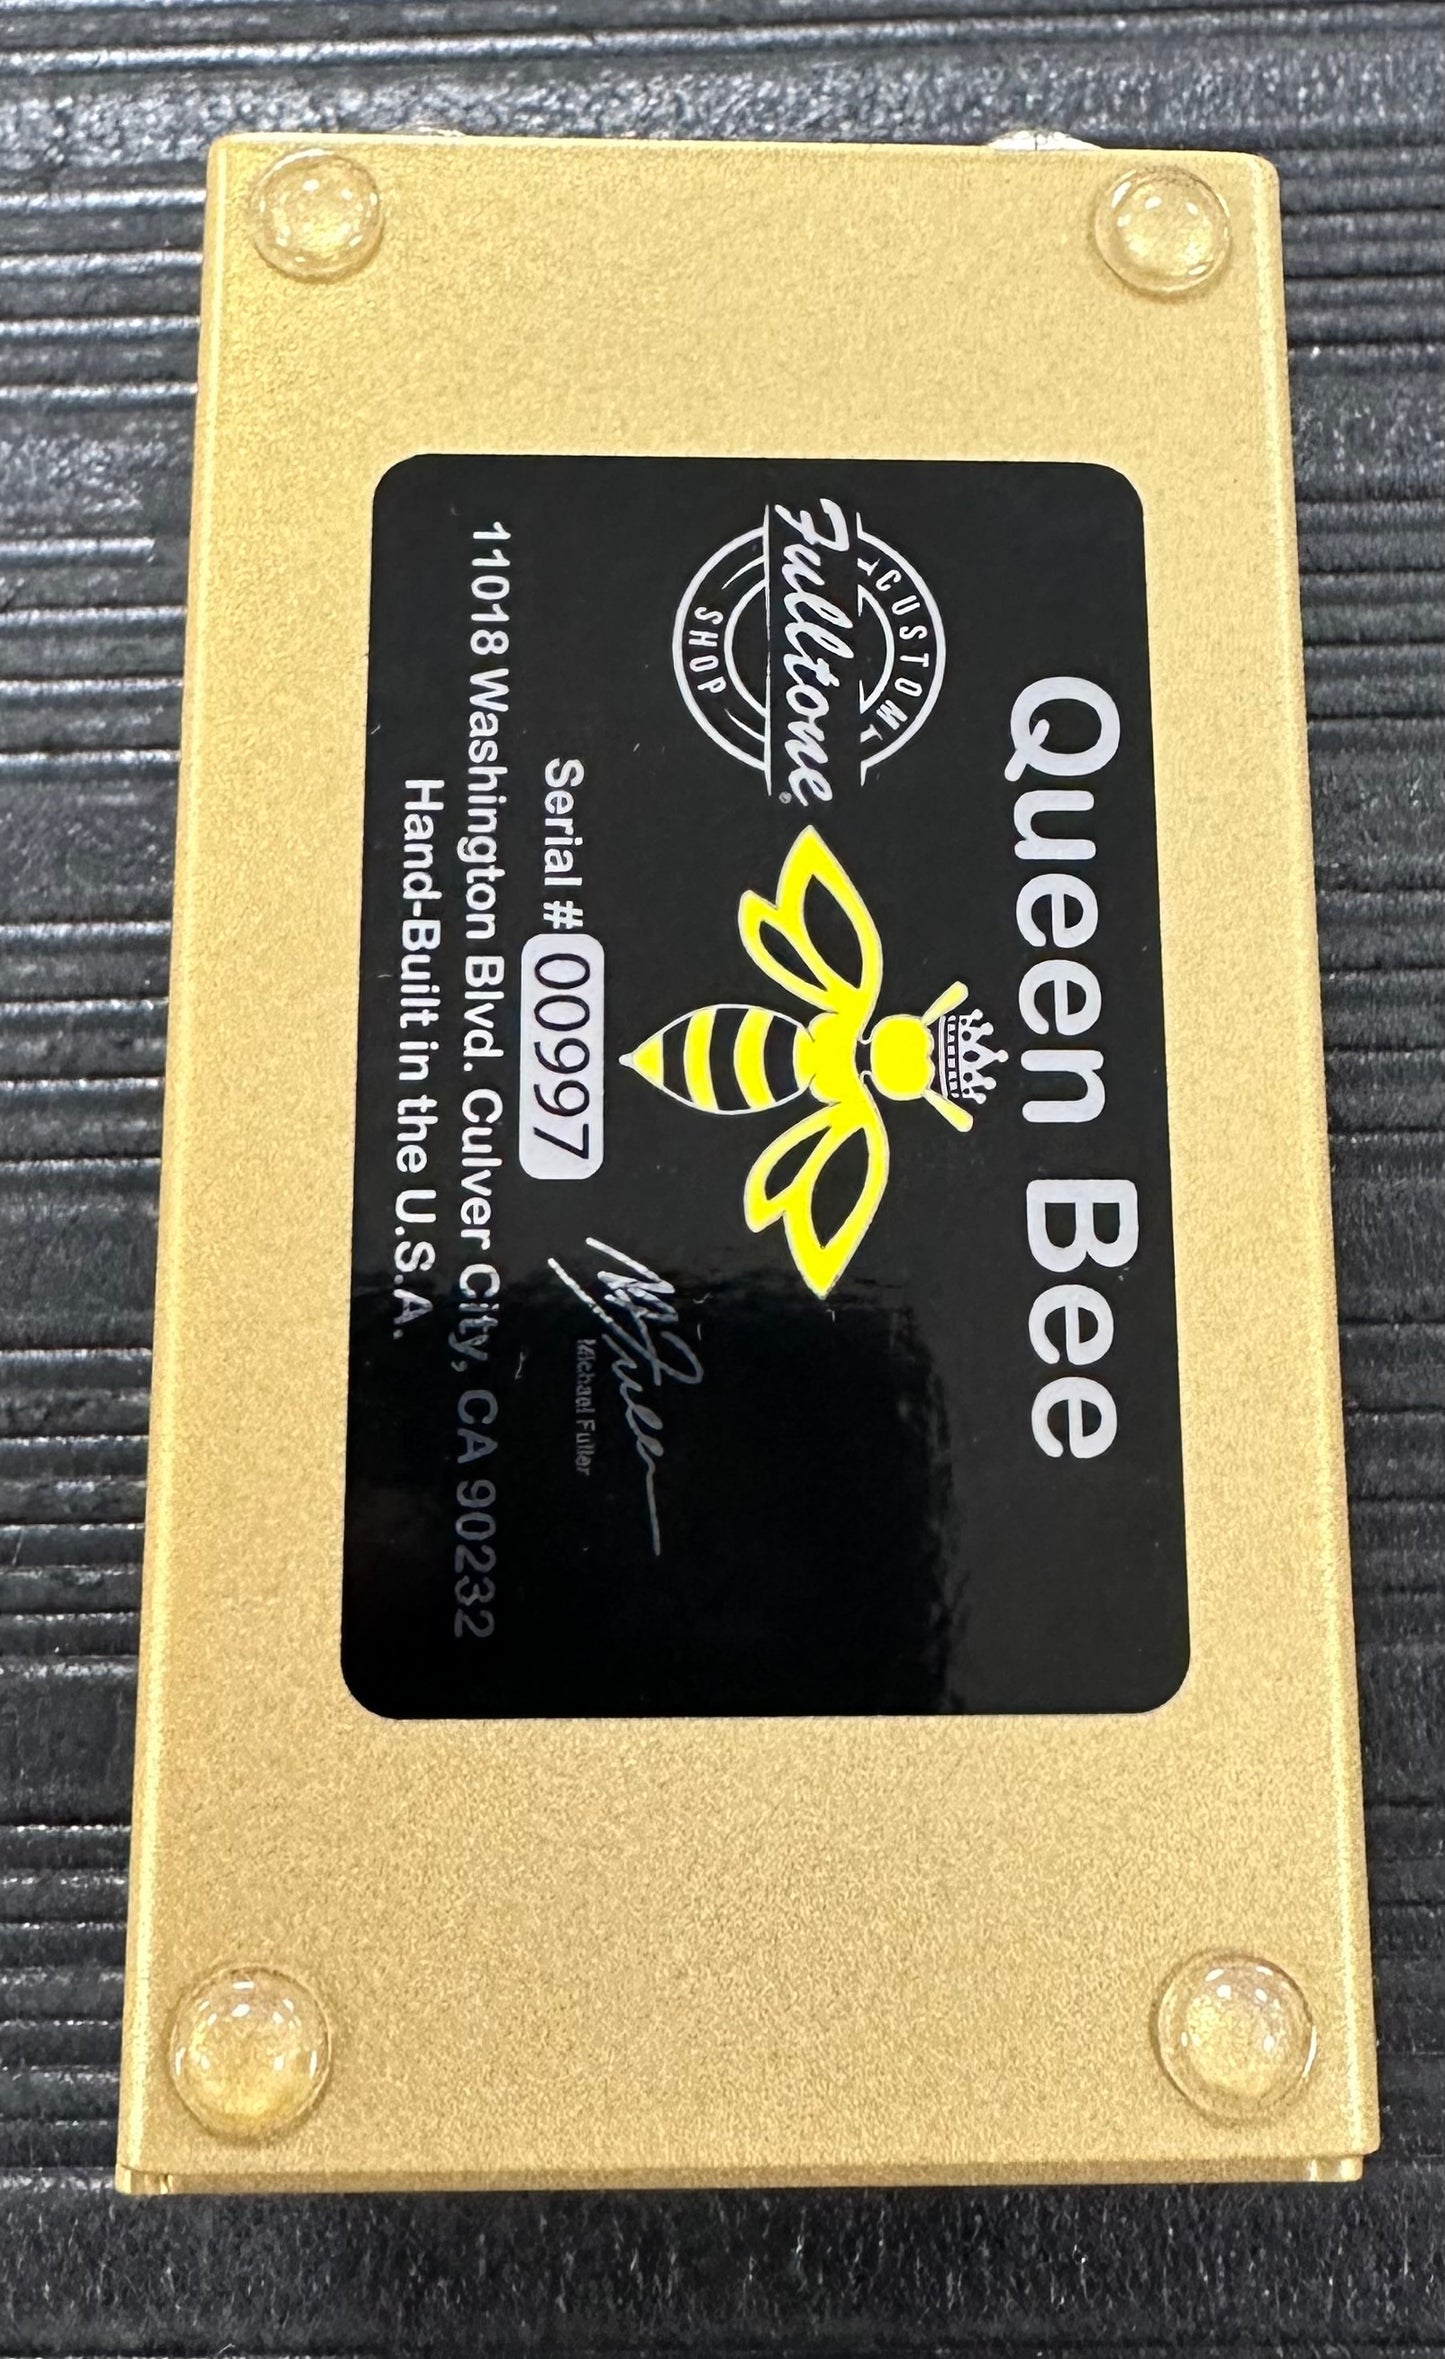 Queen Bee
CUSTOM
Fulltone®
SHOP
Serial # 00997
Michael Fuller
11018 Washington Blvd. Culver City, CA 90232
Hand-Built in the U.S.A.